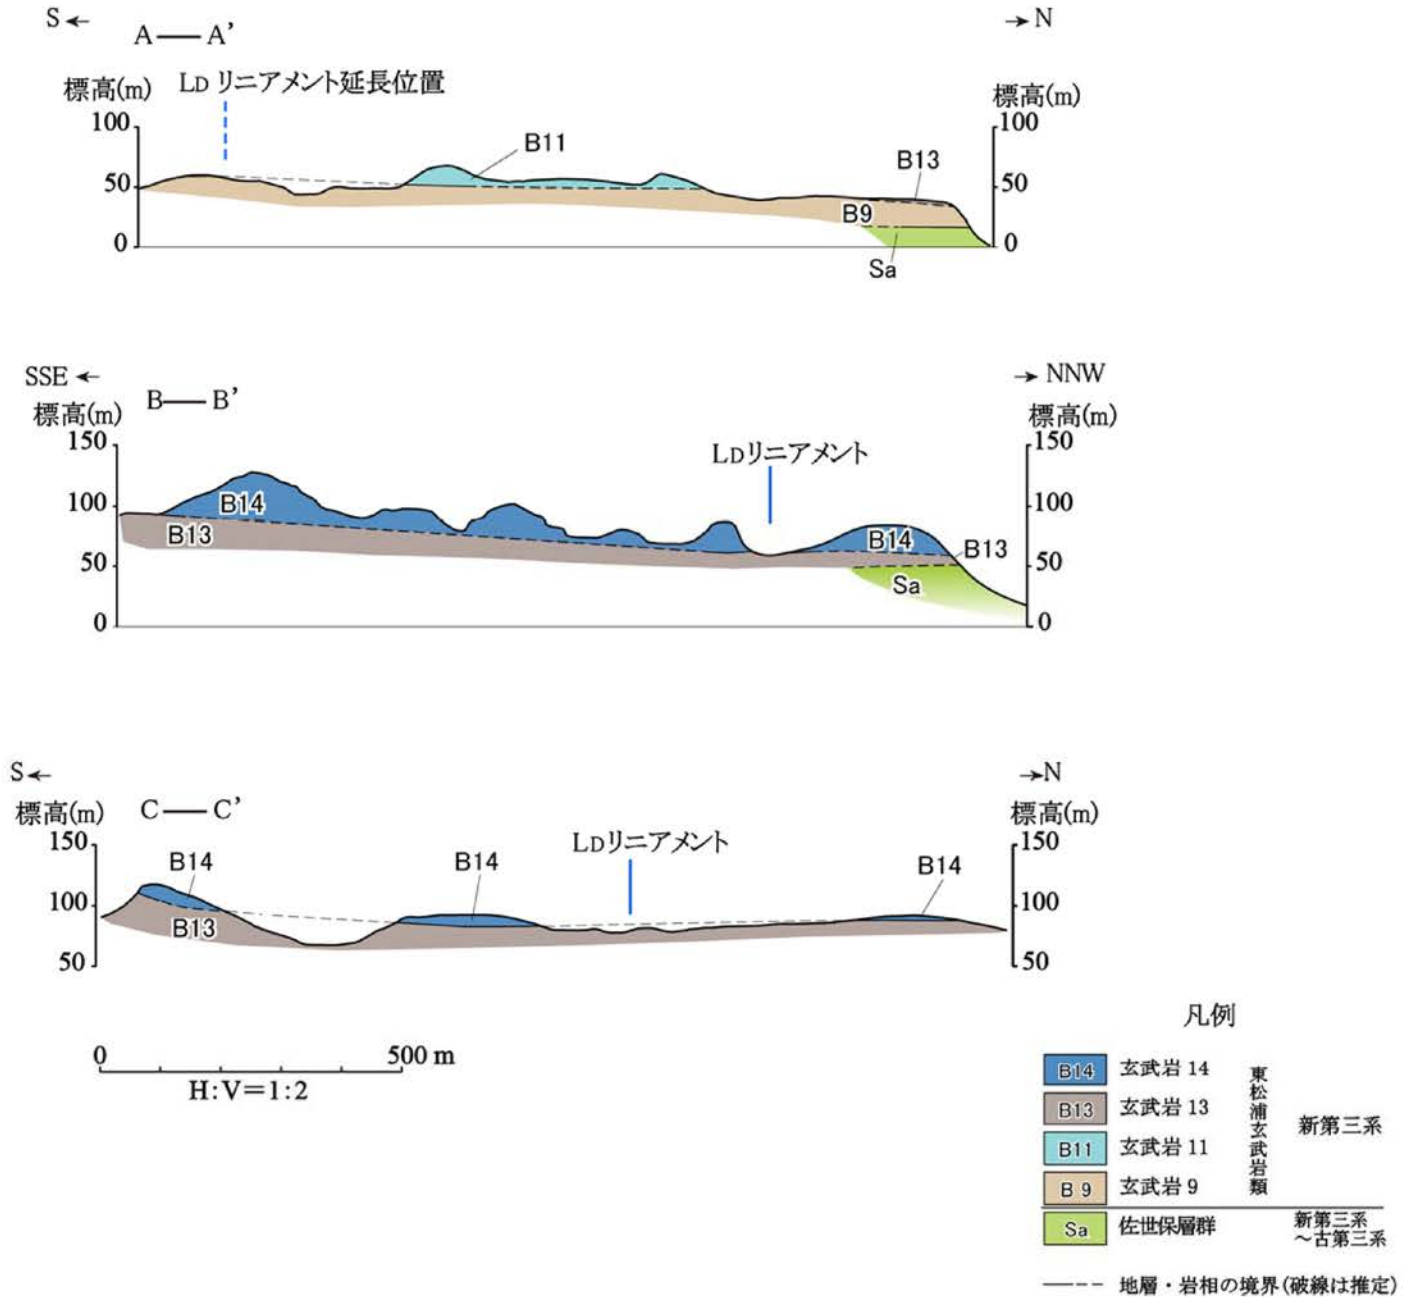 S ←
→ N
A — A'
LD リニアメント延長位置
標高(m)
標高(m)
100
100
B11
B13
50
50
B9
0
0
Sa
SSE ←
→ NNW
B — B'
標高(m)
標高(m)
150
150
LDリニアメント
100
100
B14
B14
B13
B13
50
50
Sa
0
0
S ←
→ N
C — C'
標高(m)
標高(m)
LDリニアメント
150
150
B14
B14
B14
100
100
B13
50
50
0
500 m
H:V=1:2
凡例
B14 玄武岩 14
B13 玄武岩 13
B11 玄武岩 11
B 9 玄武岩 9
東松浦玄武岩類
新第三系
Sa 佐世保層群
新第三系
~古第三系
地層・岩相の境界(破線は推定)